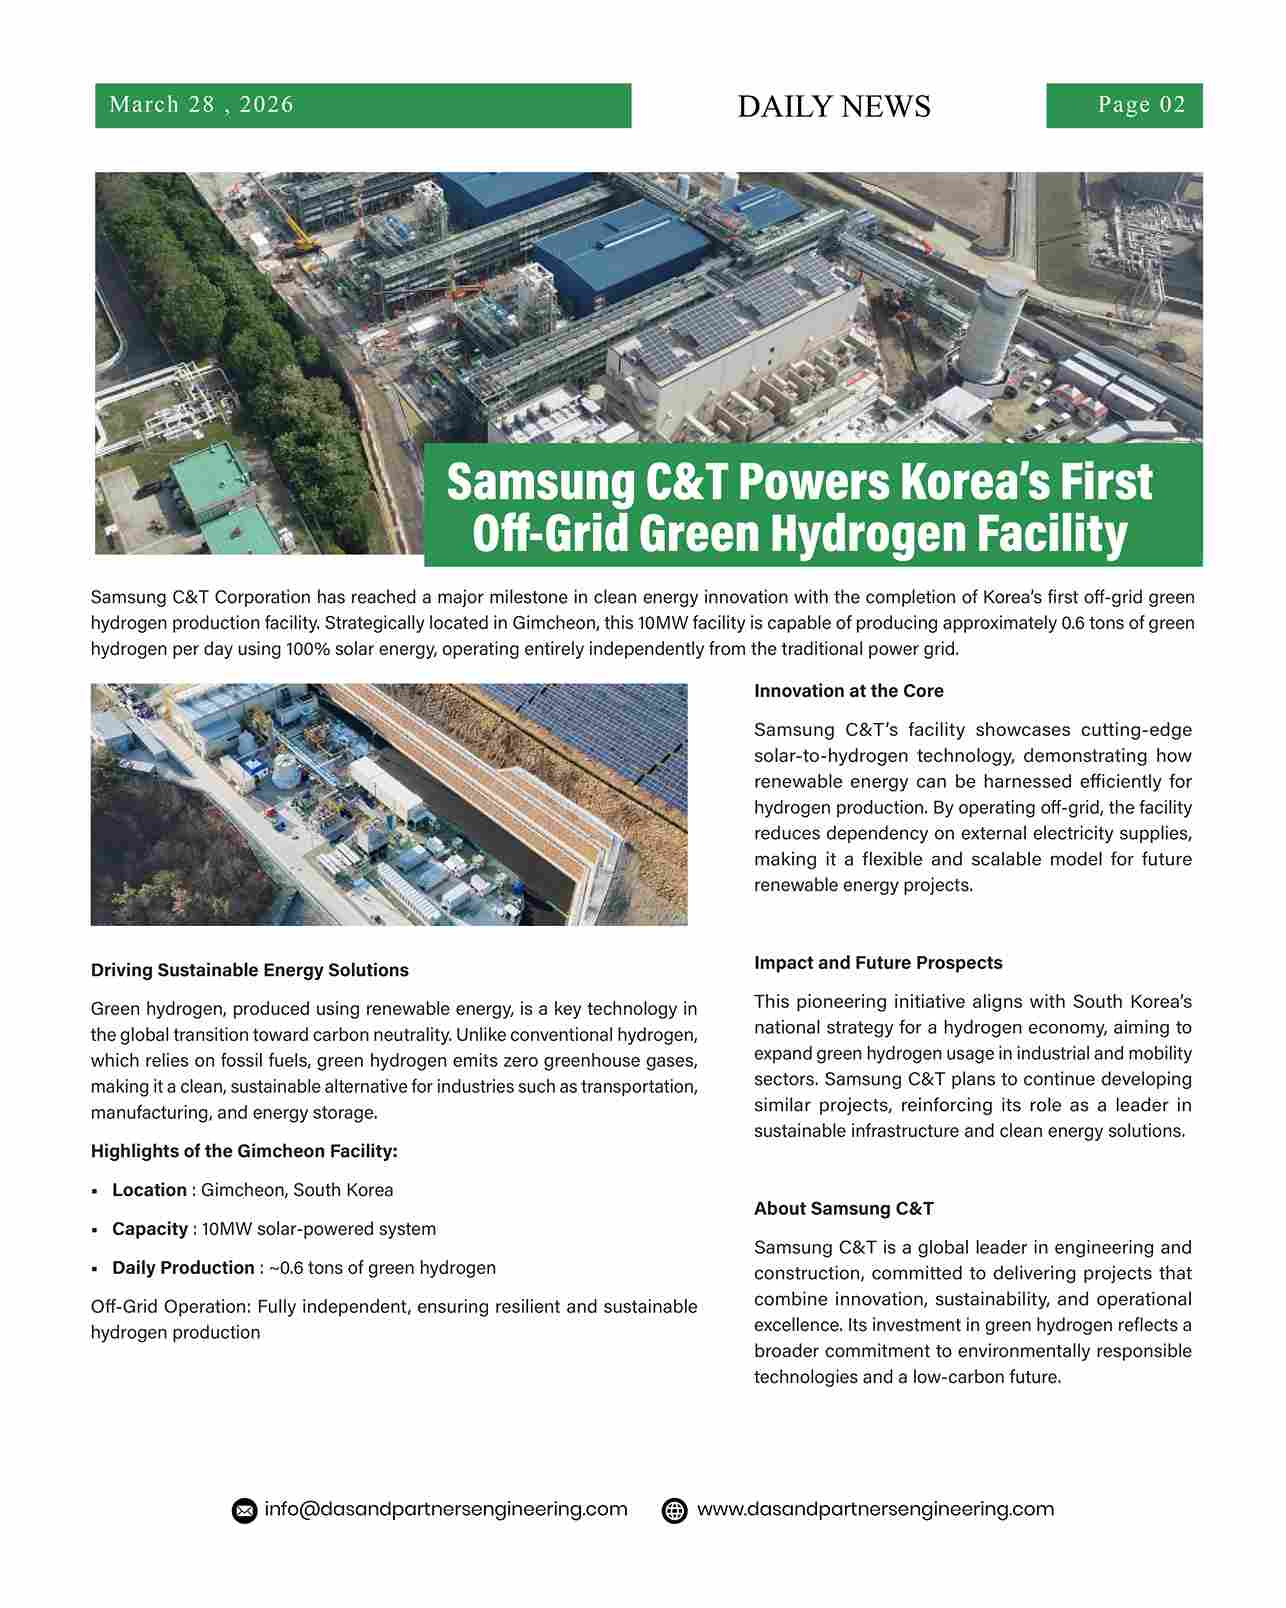 March 28 , 2026
DAILY NEWS
Page 02
Samsung C&T Powers Korea’s First
Off-Grid Green Hydrogen Facility
Samsung C&T Corporation has reached a major milestone in clean energy innovation with the completion of Korea’s first off-grid green
hydrogen production facility. Strategically located in Gimcheon, this 10MW facility is capable of producing approximately 0.6 tons of green
hydrogen per day using 100% solar energy, operating entirely independently from the traditional power grid.
Driving Sustainable Energy Solutions
Green hydrogen, produced using renewable energy, is a key technology in
the global transition toward carbon neutrality. Unlike conventional hydrogen,
which relies on fossil fuels, green hydrogen emits zero greenhouse gases,
making it a clean, sustainable alternative for industries such as transportation,
manufacturing, and energy storage.
Highlights of the Gimcheon Facility:
▪ Location : Gimcheon, South Korea
▪ Capacity : 10MW solar-powered system
▪ Daily Production : ~0.6 tons of green hydrogen
Off-Grid Operation: Fully independent, ensuring resilient and sustainable
hydrogen production
Innovation at the Core
Samsung C&T’s facility showcases cutting-edge
solar-to-hydrogen technology, demonstrating how
renewable energy can be harnessed efficiently for
hydrogen production. By operating off-grid, the facility
reduces dependency on external electricity supplies,
making it a flexible and scalable model for future
renewable energy projects.
Impact and Future Prospects
This pioneering initiative aligns with South Korea’s
national strategy for a hydrogen economy, aiming to
expand green hydrogen usage in industrial and mobility
sectors. Samsung C&T plans to continue developing
similar projects, reinforcing its role as a leader in
sustainable infrastructure and clean energy solutions.
About Samsung C&T
Samsung C&T is a global leader in engineering and
construction, committed to delivering projects that
combine innovation, sustainability, and operational
excellence. Its investment in green hydrogen reflects a
broader commitment to environmentally responsible
technologies and a low-carbon future.
info@dasandpartnersengineering.com
www.dasandpartnersengineering.com